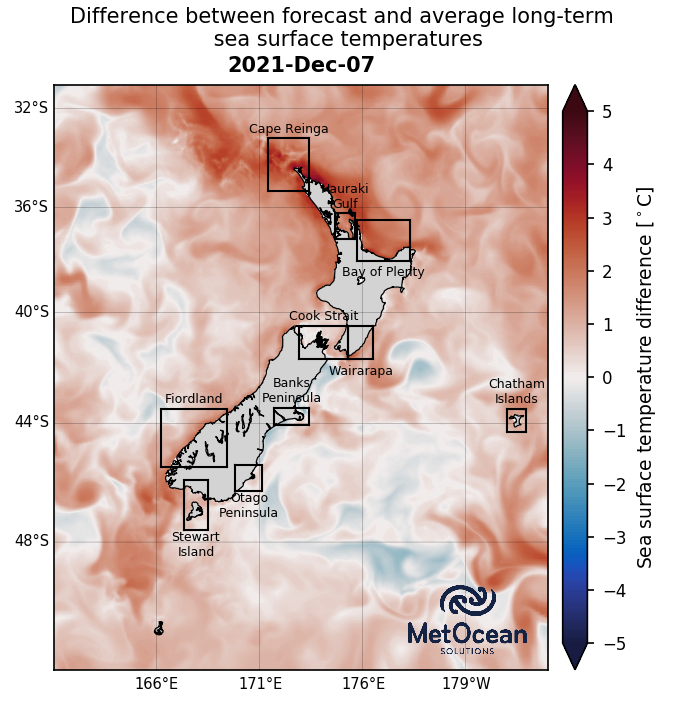 Difference between forecast and average long-term
sea surface temperatures
2021-Dec-07
32°S
36°S
40°S
44°S
48°S
Cape Reinga
Hauraki
Gulf
Bay of Plenty
Cook Strait
Wairarapa
Banks
Peninsula
Fiordland
Chatham
Islands
Otago
Peninsula
Stewart
Island
MetOcean
SOLUTIONS
166°E
171°E
176°E
179°W
5
4
3
2
1
0
−1
−2
−3
−4
−5
Sea surface temperature difference [°C]